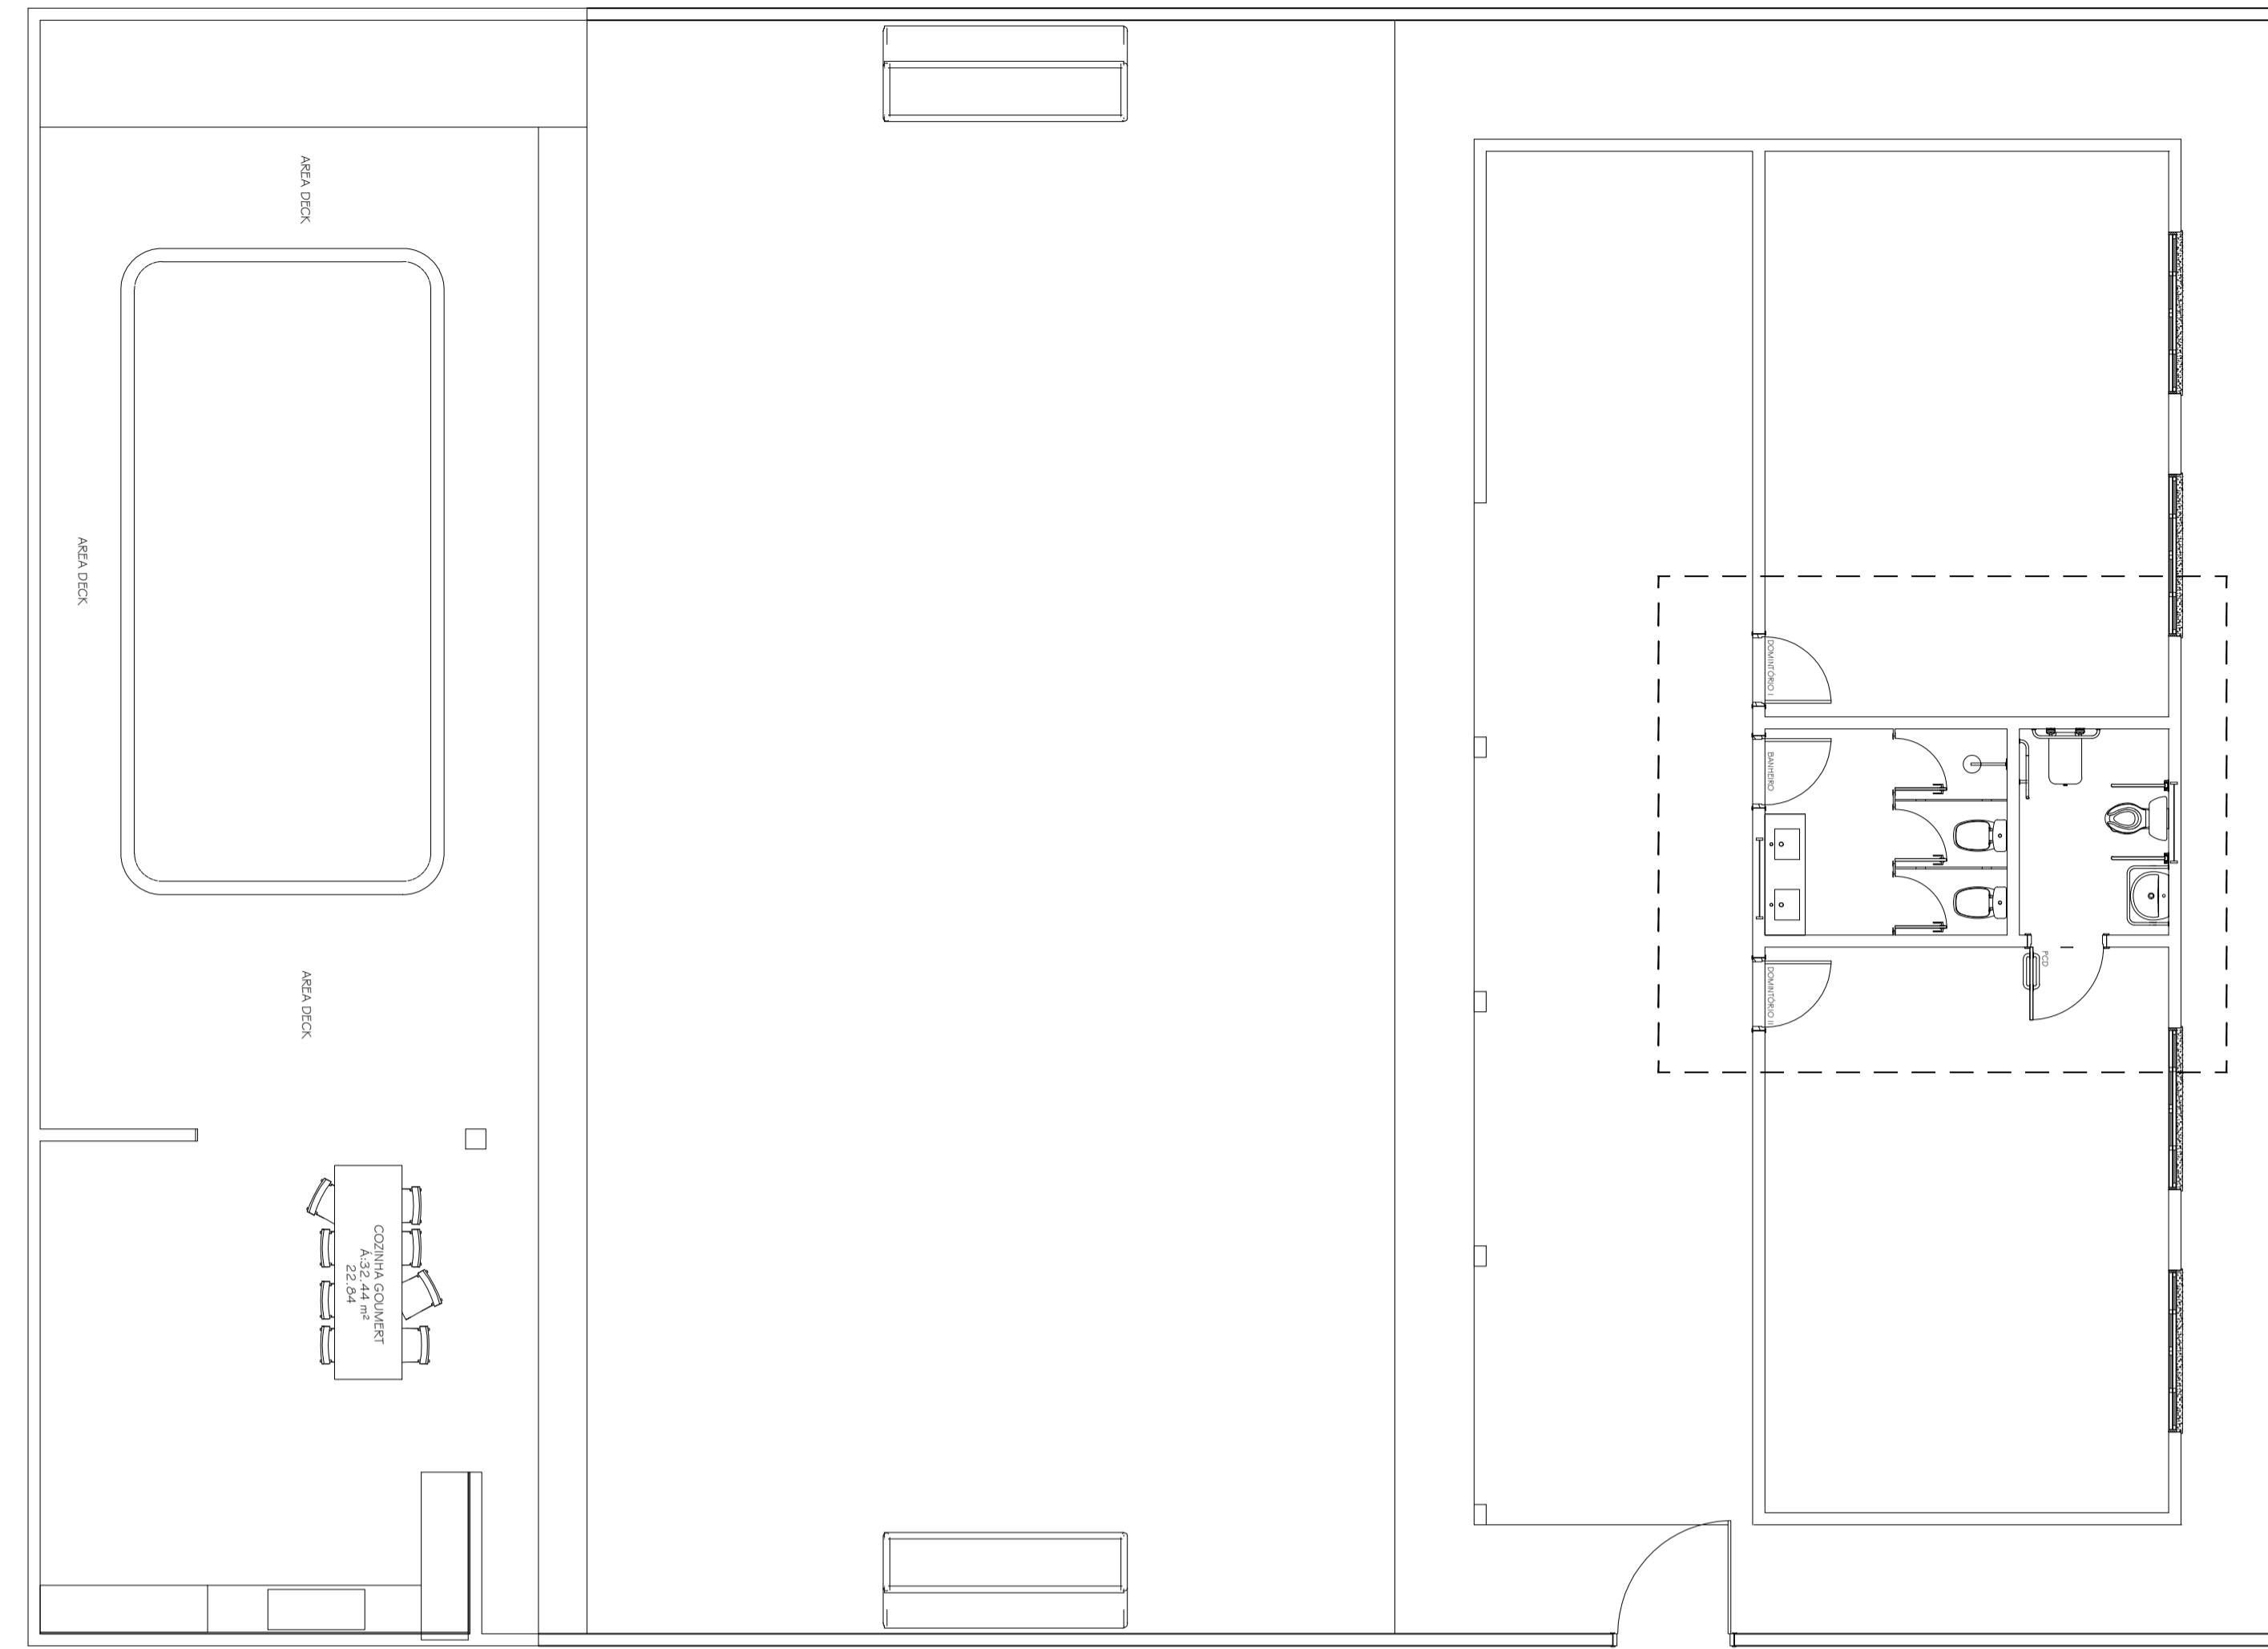 AREA DECK
AREA DECK
AREA DECK
COZINHA GOUMERT
Á:32.44 m²
22.84
DOMINTÓRIO I
BANHEIRO
DOMINTÓRIO II
PCD